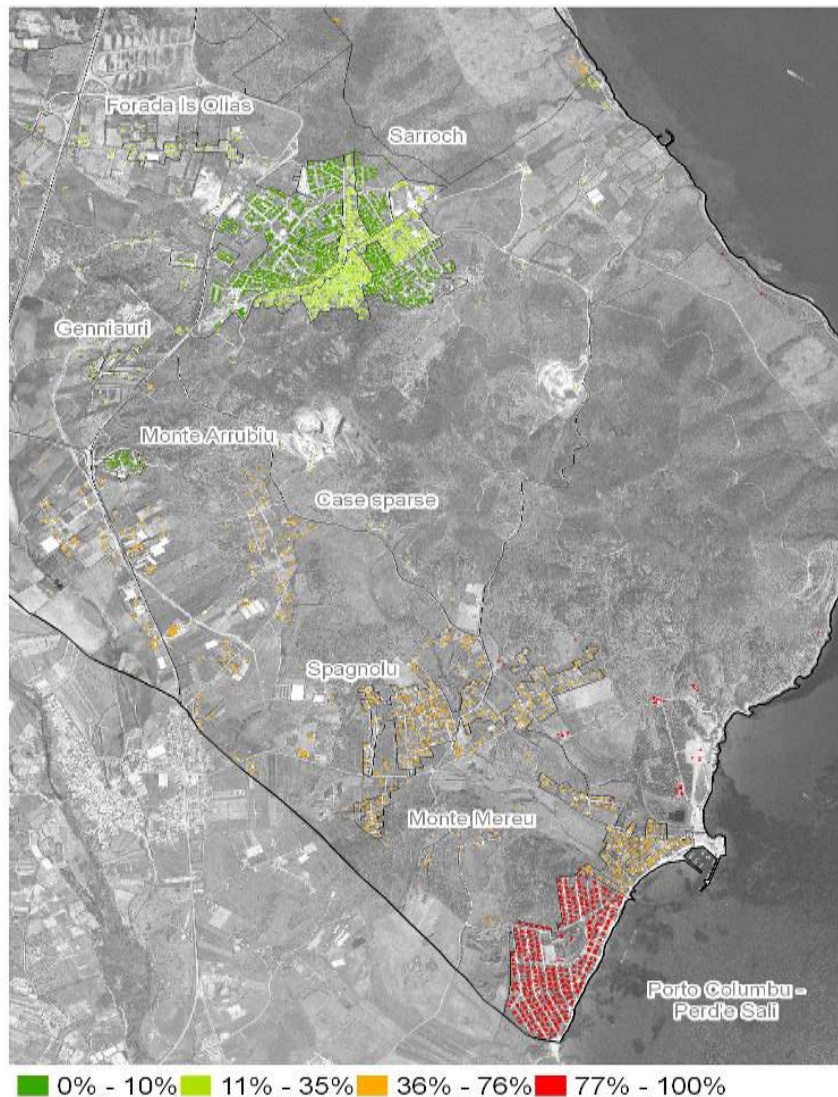 Forada Is Olias
Sarroch
Genniauri
Monte Arrubiu
Case sparse
Spagnolu
Monte Mereu
Porto Columbu -
Perd'e Sali
0% - 10% 11% - 35% 36% - 76% 77% - 100%